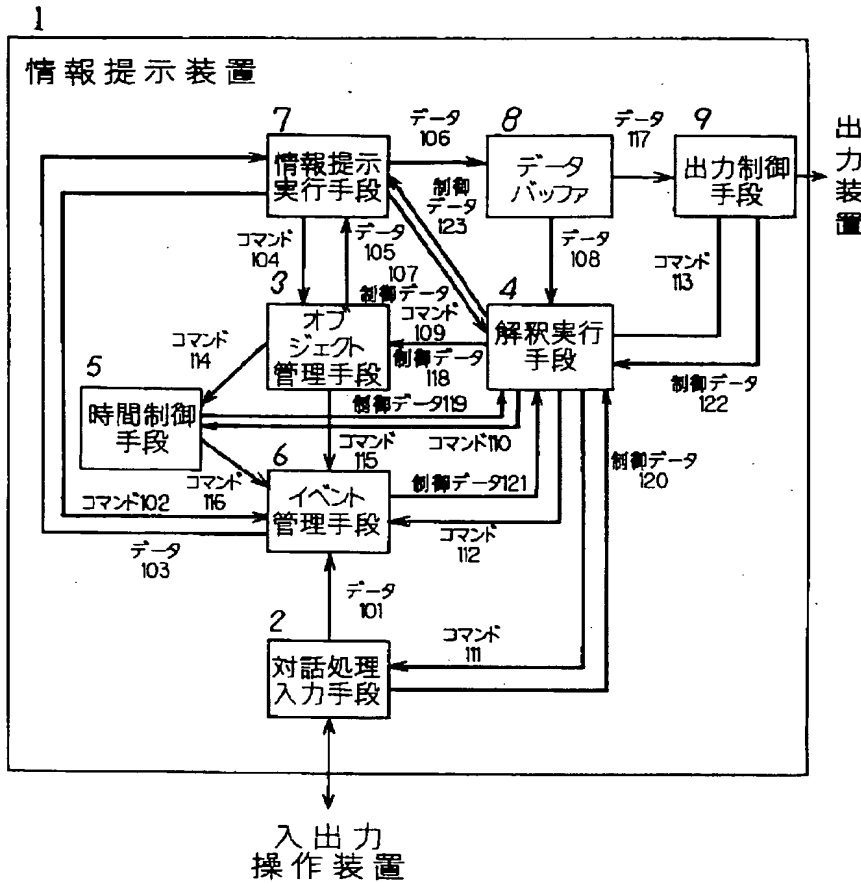 1
情報提示装置
7
情報提示
実行手段
データ
106
8
データ
バッファ
データ
117
9
出力制御
手段
出力装置
制御
データ
123
コマンド
104
データ
105
107
制御データ
データ
108
コマンド
113
3
オブ
ジェクト
管理手段
コマンド
109
制御データ
118
4
解釈実行
手段
コマンド
114
5
時間制御
手段
制御データ119
コマンド110
制御データ
122
コマンド
115
コマンド
116
6
イベント
管理手段
制御データ121
制御データ
120
コマンド102
データ
103
コマンド
112
データ
101
2
対話処理
入力手段
コマンド
111
入出力
操作装置